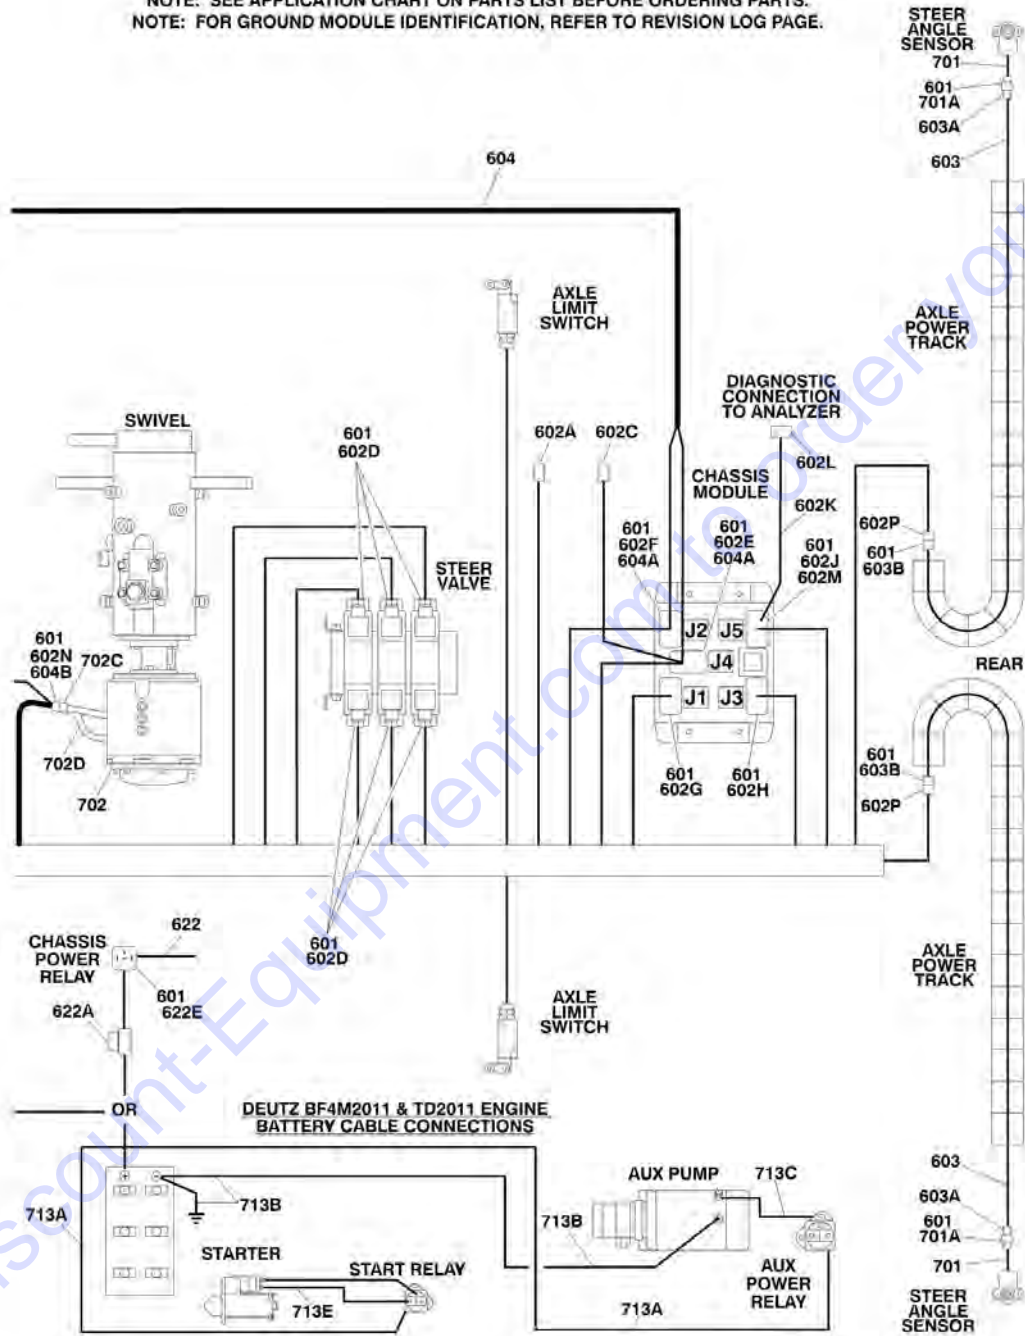 NOTE: SEE APPLICATION CHART ON PARTS LIST BEFORE ORDERING PARTS.
NOTE: FOR GROUND MODULE IDENTIFICATION, REFER TO REVISION LOG PAGE.
STEER
ANGLE
SENSOR
701
601
701A
603A
603
604
AXLE
LIMIT
SWITCH
AXLE
POWER
TRACK
DIAGNOSTIC
CONNECTION
TO ANALYZER
SWIVEL
601
602D
602A
602C
602L
CHASSIS
MODULE
602K
601
602F
604A
601
602E
604A
601
602J
602M
602P
601
603B
STEER
VALVE
J2
J5
J4
J1
J3
601
602N
604B
702C
702D
702
REAR
601
602G
601
602H
601
603B
602P
601
602D
622
CHASSIS
POWER
RELAY
601
622E
622A
AXLE
LIMIT
SWITCH
AXLE
POWER
TRACK
OR
DEUTZ BF4M2011 & TD2011 ENGINE
BATTERY CABLE CONNECTIONS
713A
713B
AUX PUMP
713C
713B
STARTER
START RELAY
713E
713A
AUX
POWER
RELAY
603
603A
601
701A
701
STEER
ANGLE
SENSOR
iscount-Equipment.com to order you